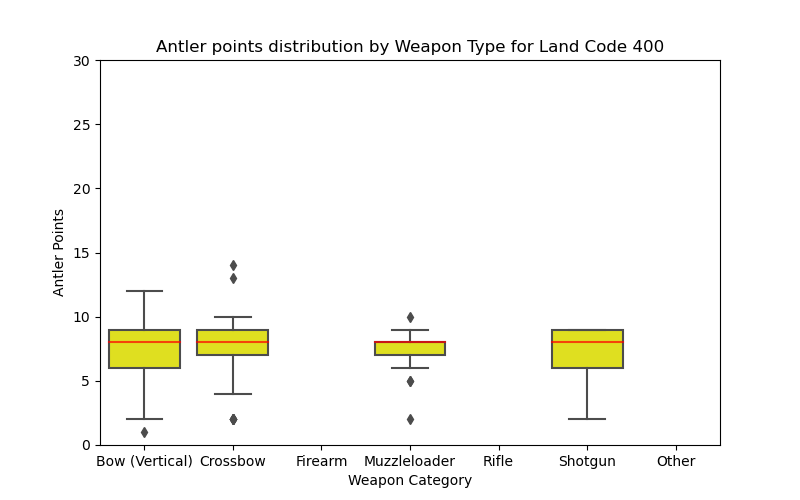 Antler points distribution by Weapon Type for Land Code 400
30
25
20
15
10
5
0
Antler Points
Bow (Vertical) Crossbow Firearm Muzzleloader Rifle Shotgun Other
Weapon Category